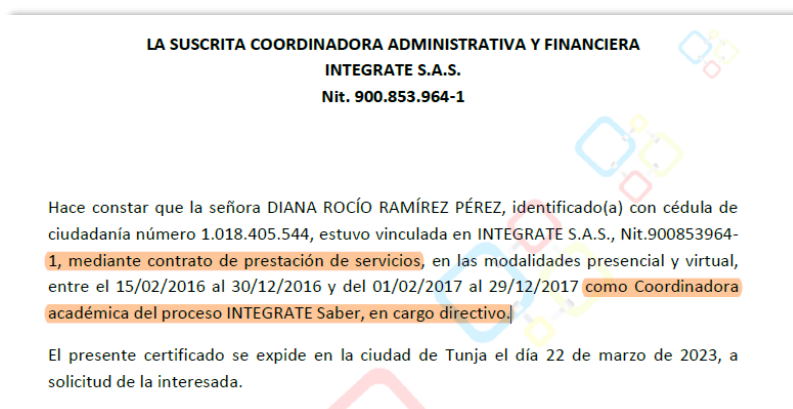 LA SUSCRITA COORDINADORA ADMINISTRATIVA Y FINANCIERA
INTEGRATE S.A.S.
Nit. 900.853.964-1
Hace constar que la señora DIANA ROCÍO RAMÍREZ PÉREZ, identificado(a) con cédula de
ciudadanía número 1.018.405.544, estuvo vinculada en INTEGRATE S.A.S., Nit.900853964-
1, mediante contrato de prestación de servicios, en las modalidades presencial y virtual,
entre el 15/02/2016 al 30/12/2016 y del 01/02/2017 al 29/12/2017 como Coordinadora
académica del proceso INTEGRATE Saber, en cargo directivo.
El presente certificado se expide en la ciudad de Tunja el día 22 de marzo de 2023, a
solicitud de la interesada.